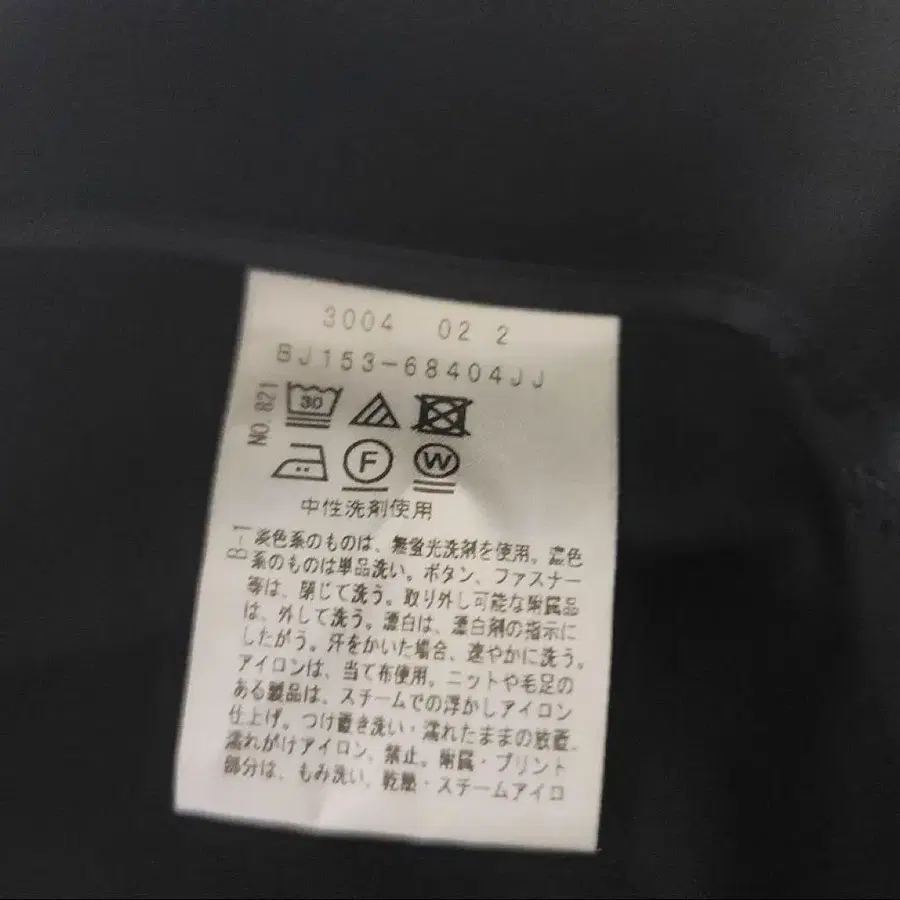 3004 02 2
BJ153-68404JJ
NO.821
30
F W
中性洗剤使用
B-1
淡色系のものは、無蛍光洗剤を使用。濃色
系のものは単品洗い。ボタン、ファスナー
等は、閉じて洗う。取り外し可能な附属品
は、外して洗う。漂白は、漂白剤の指示に
したがう。汗をかいた場合、速やかに洗う。
アイロンは、当て布使用。ニットや毛足の
ある製品は、スチームでの浮かしアイロン
仕上げ。つけ置き洗い・濡れたままの放置、
濡れがけアイロン、禁止。附属・プリント
部分は、もみ洗い、乾燥・スチームアイロ